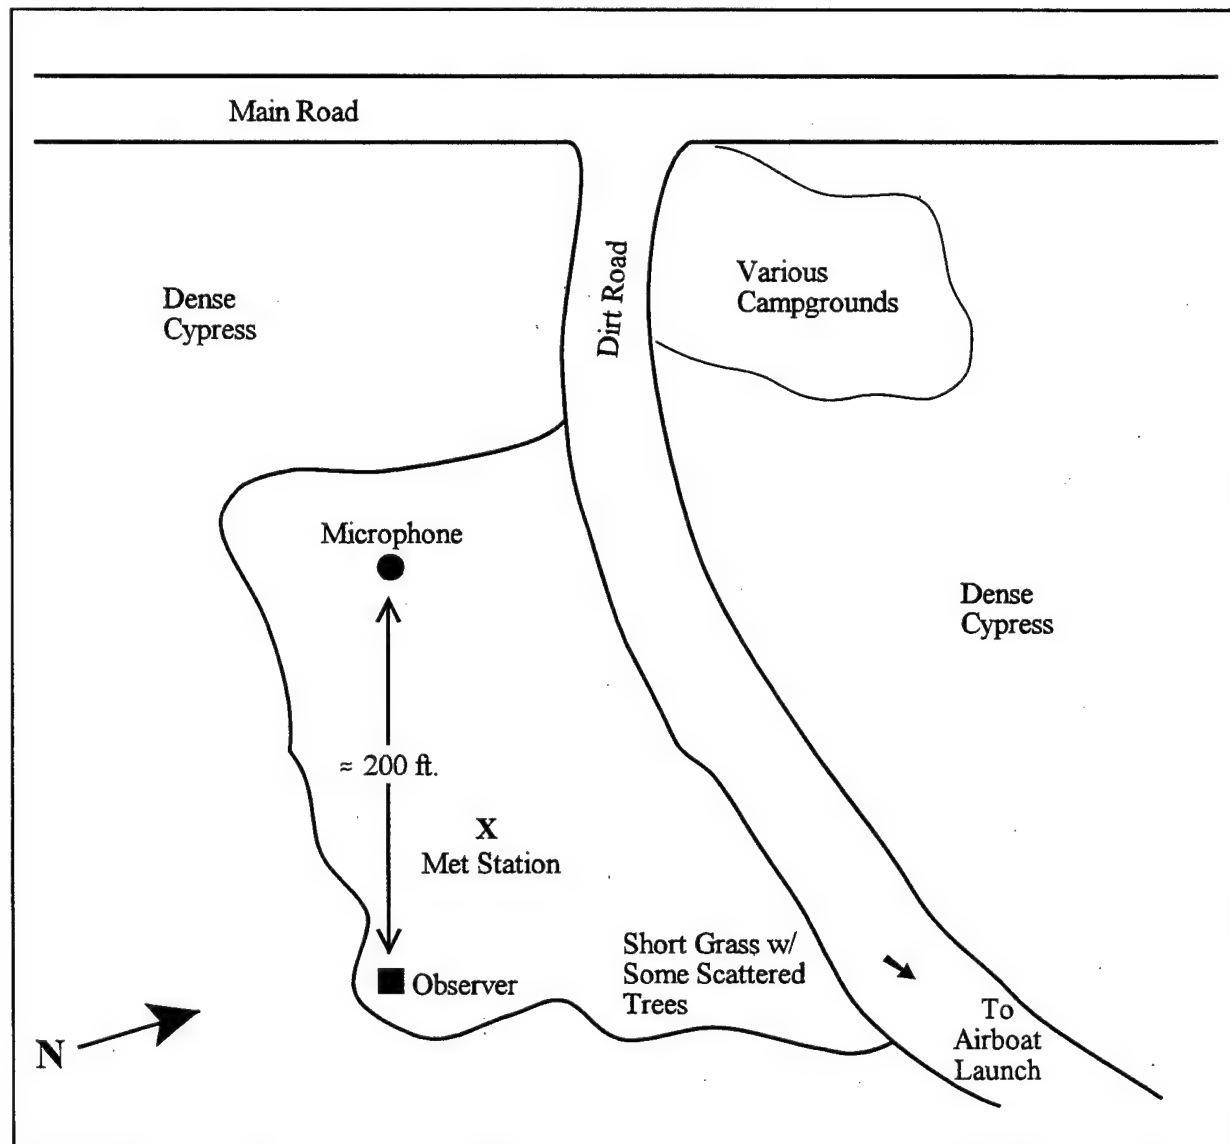 Main Road
Dirt Road
Various
Campgrounds
Dense
Cypress
Microphone
Dense
Cypress
≈ 200 ft.
X
Met Station
Short Grass w/
Some Scattered
Trees
Observer
N
To
Airboat
Launch